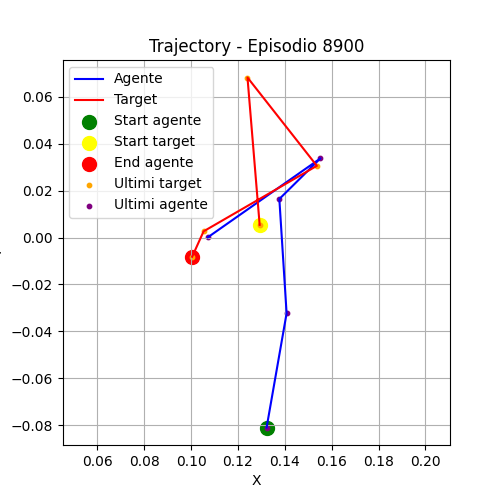 Trajectory - Episodio 8900
Agente
Target
Start agente
Start target
End agente
Ultimi target
Ultimi agente
0.06
0.04
0.02
0.00
−0.02
−0.04
−0.06
−0.08
0.06 0.08 0.10 0.12 0.14 0.16 0.18 0.20
X